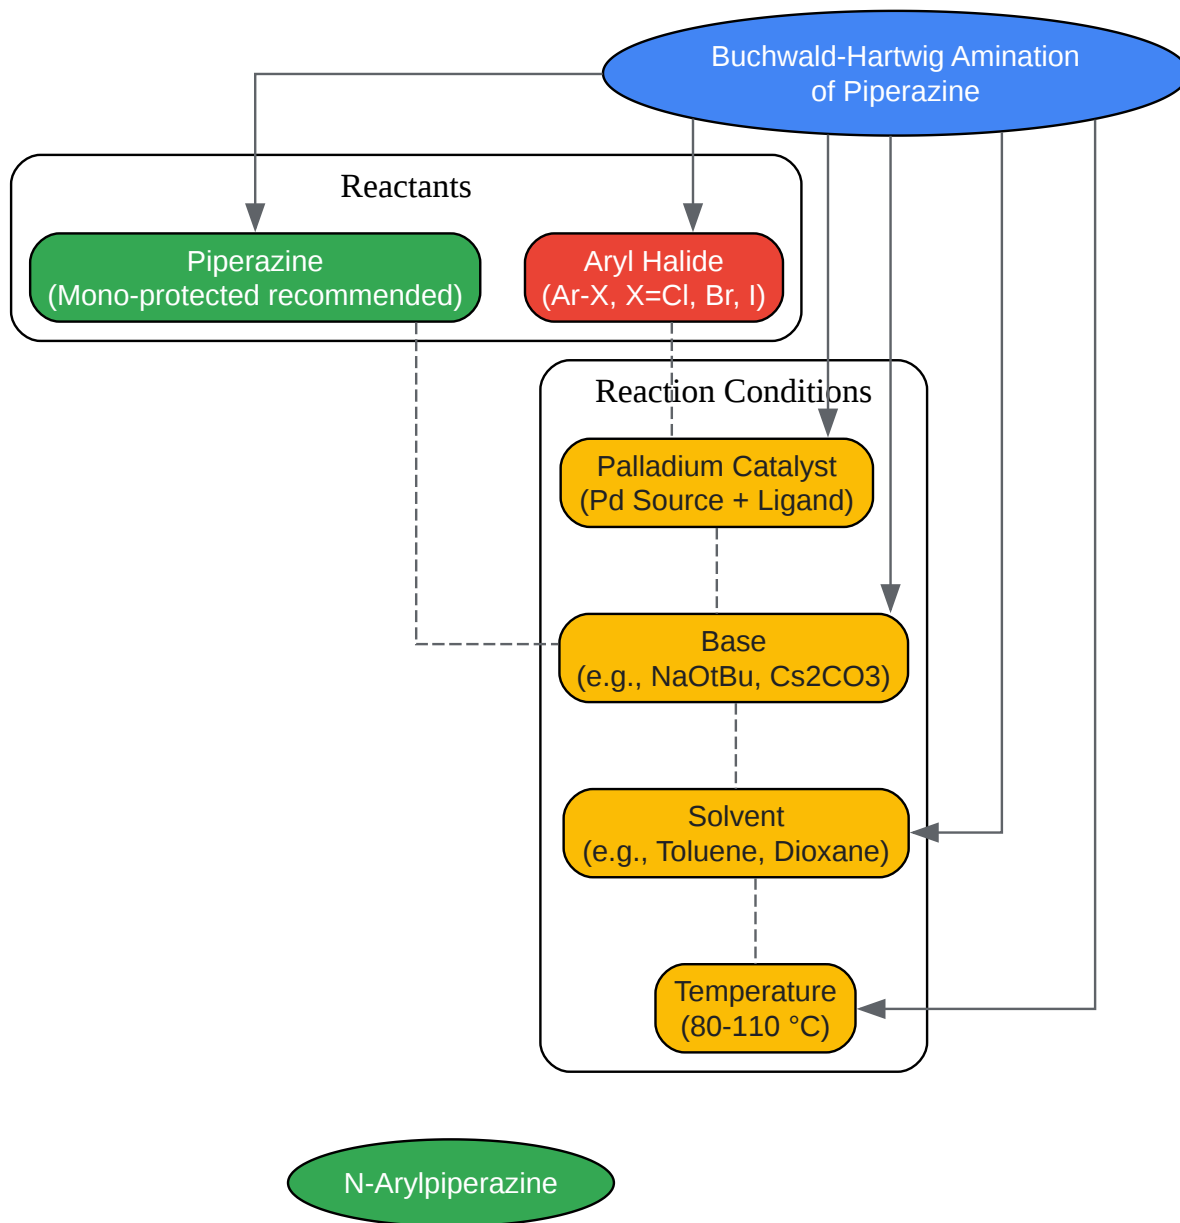 Buchwald-Hartwig Amination
of Piperazine
Reactants
Piperazine
(Mono-protected recommended)
Aryl Halide
(Ar-X, X=Cl, Br, I)
Reaction Conditions
Palladium Catalyst
(Pd Source + Ligand)
Base
(e.g., NaOtBu, Cs2CO3)
Solvent
(e.g., Toluene, Dioxane)
Temperature
(80-110 °C)
N-Arylpiperazine